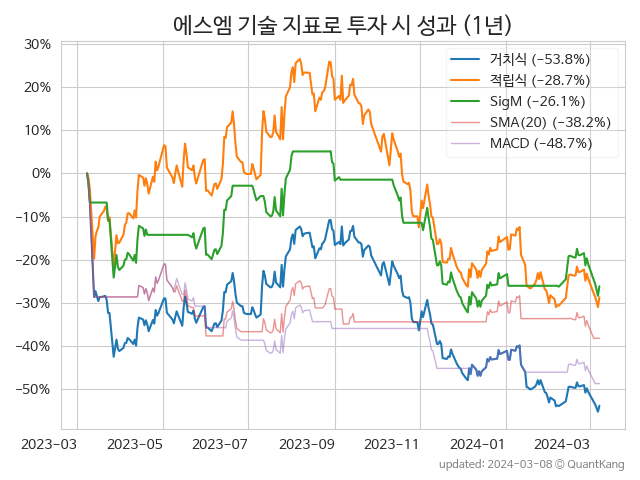 에스엠 기술 지표로 투자 시 성과 (1년)
30%
20%
10%
0%
−10%
−20%
−30%
−40%
−50%
거치식 (−53.8%)
적립식 (−28.7%)
SigM (−26.1%)
SMA(20) (−38.2%)
MACD (−48.7%)
2023-03
2023-05
2023-07
2023-09
2023-11
2024-01
2024-03
updated: 2024-03-08 © QuantKang